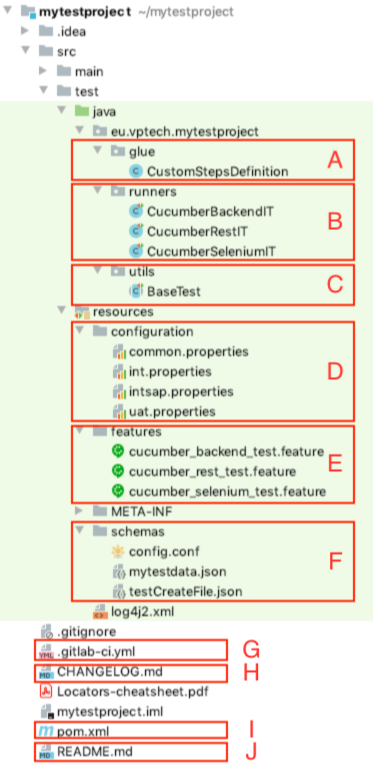 mytestproject ~/mytestproject
.idea
src
main
test
java
eu.vptech.mytestproject
glue
A
CustomStepsDefinition
runners
CucumberBackendIT
B
CucumberRestIT
CucumberSeleniumIT
utils
C
BaseTest
resources
configuration
common.properties
int.properties
D
intsap.properties
uat.properties
features
cucumber_backend_test.feature
E
cucumber_rest_test.feature
cucumber_selenium_test.feature
META-INF
schemas
config.conf
F
mytestdata.json
testCreateFile.json
log4j2.xml
.gitignore
.gitlab-ci.yml G
CHANGELOG.md H
Locators-cheatsheet.pdf
mytestproject.iml
pom.xml I
README.md J